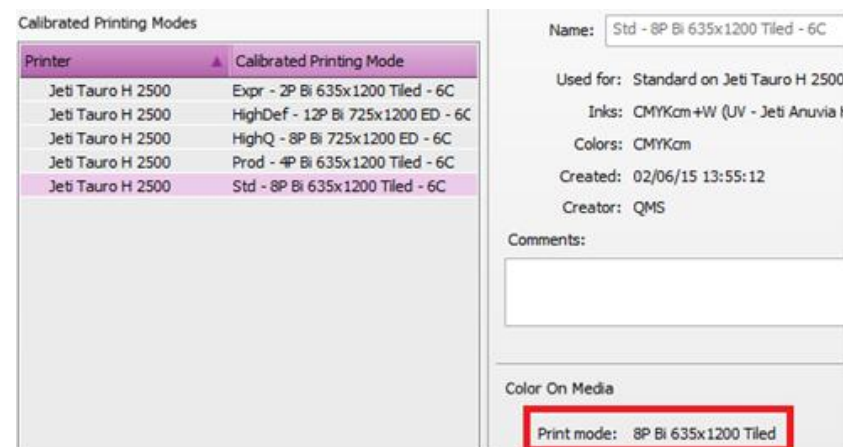 Calibrated Printing Modes
Printer Calibrated Printing Mode
Jeti Tauro H 2500 Expr - 2P Bi 635x1200 Tiled - 6C
Jeti Tauro H 2500 HighDef - 12P Bi 725x1200 ED - 6C
Jeti Tauro H 2500 HighQ - 8P Bi 725x1200 ED - 6C
Jeti Tauro H 2500 Prod - 4P Bi 635x1200 Tiled - 6C
Jeti Tauro H 2500 Std - 8P Bi 635x1200 Tiled - 6C
Name: Std - 8P Bi 635x1200 Tiled - 6C
Used for: Standard on Jeti Tauro H 2500
Inks: CMYKcm+W (UV - Jeti Anuvia
Colors: CMYKcm
Created: 02/06/15 13:55:12
Creator: QMS
Comments:
Color On Media
Print mode: 8P Bi 635x1200 Tiled